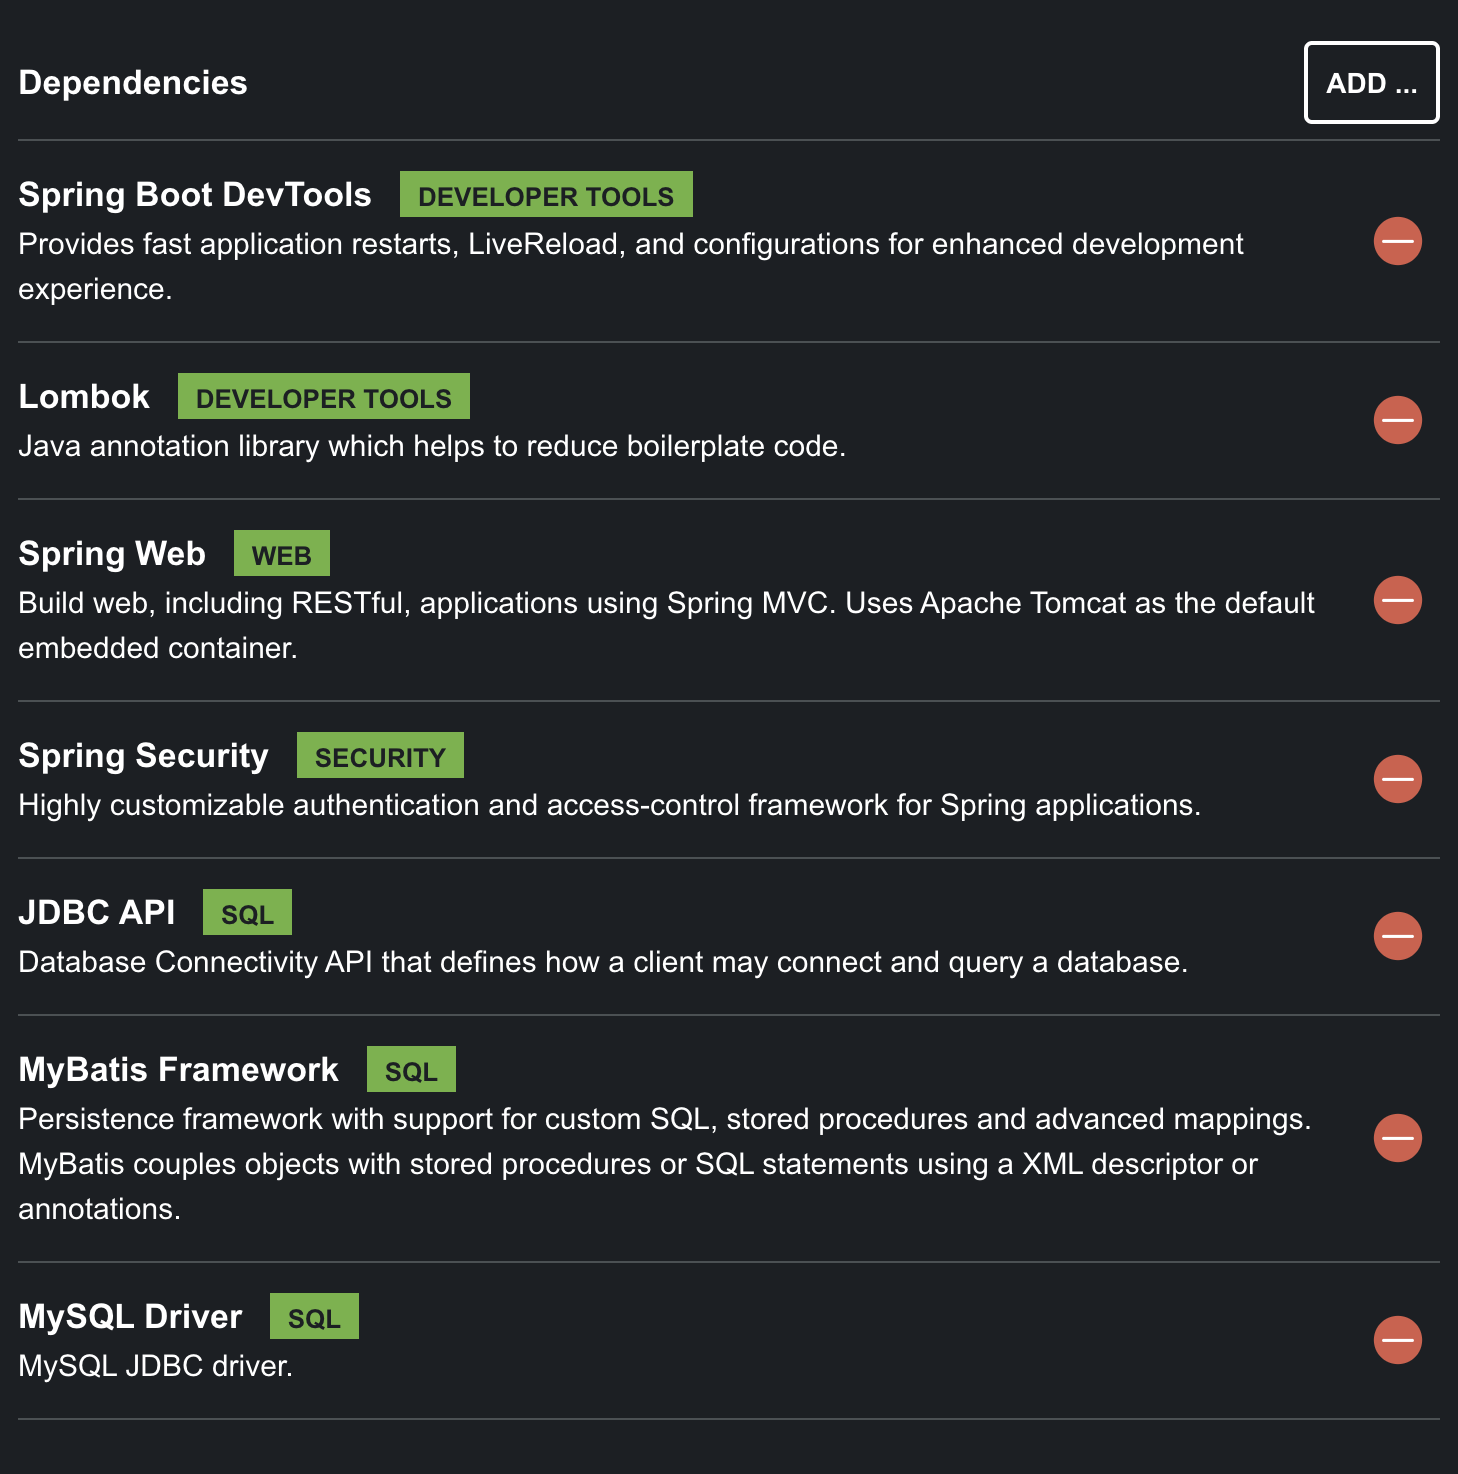 Dependencies
ADD ...
Spring Boot DevTools DEVELOPER TOOLS
Provides fast application restarts, LiveReload, and configurations for enhanced development
experience.
Lombok DEVELOPER TOOLS
Java annotation library which helps to reduce boilerplate code.
Spring Web WEB
Build web, including RESTful, applications using Spring MVC. Uses Apache Tomcat as the default
embedded container.
Spring Security SECURITY
Highly customizable authentication and access-control framework for Spring applications.
JDBC API SQL
Database Connectivity API that defines how a client may connect and query a database.
MyBatis Framework SQL
Persistence framework with support for custom SQL, stored procedures and advanced mappings.
MyBatis couples objects with stored procedures or SQL statements using a XML descriptor or
annotations.
MySQL Driver SQL
MySQL JDBC driver.